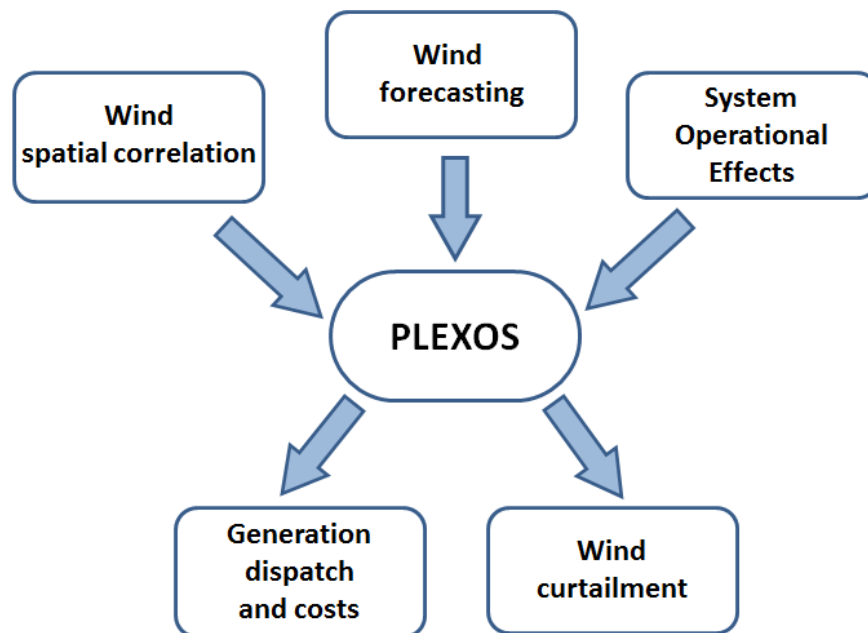 Wind
spatial correlation
Wind
forecasting
System
Operational
Effects
PLEXOS
Generation
dispatch
and costs
Wind
curtailment